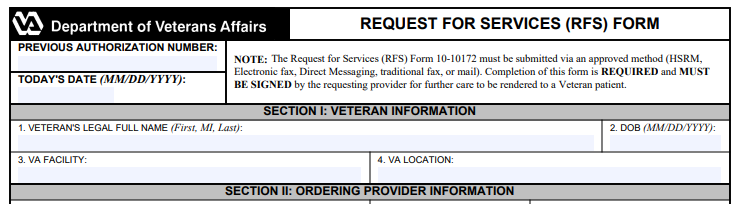 VA Department of Veterans Affairs
REQUEST FOR SERVICES (RFS) FORM
PREVIOUS AUTHORIZATION NUMBER:
TODAY'S DATE (MM/DD/YYYY):
NOTE: The Request for Services (RFS) Form 10-10172 must be submitted via an approved method (HSRM,
Electronic fax, Direct Messaging, traditional fax, or mail). Completion of this form is REQUIRED and MUST
BE SIGNED by the requesting provider for further care to be rendered to a Veteran patient.
SECTION I: VETERAN INFORMATION
1. VETERAN'S LEGAL FULL NAME (First, MI, Last):
2. DOB (MM/DD/YYYY):
3. VA FACILITY:
4. VA LOCATION:
SECTION II: ORDERING PROVIDER INFORMATION